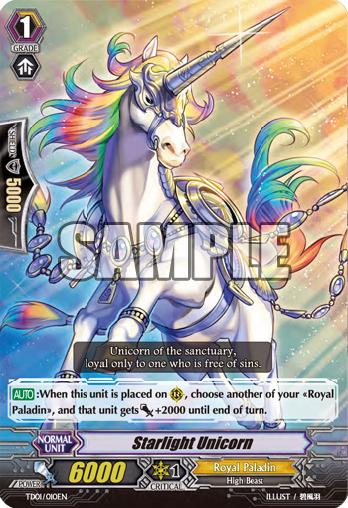 1
GRADE
SHIELD
5000
SAMPLE
Unicorn of the sanctuary,
loyal only to one who is free of sins.
AUTO:When this unit is placed on R, choose another of your «Royal
Paladin», and that unit gets +2000 until end of turn.
NORMAL
UNIT
Starlight Unicorn
POWER
6000
1
CRITICAL
Royal Paladin
High Beast
TD01/010EN
ILLUST / 碧風羽